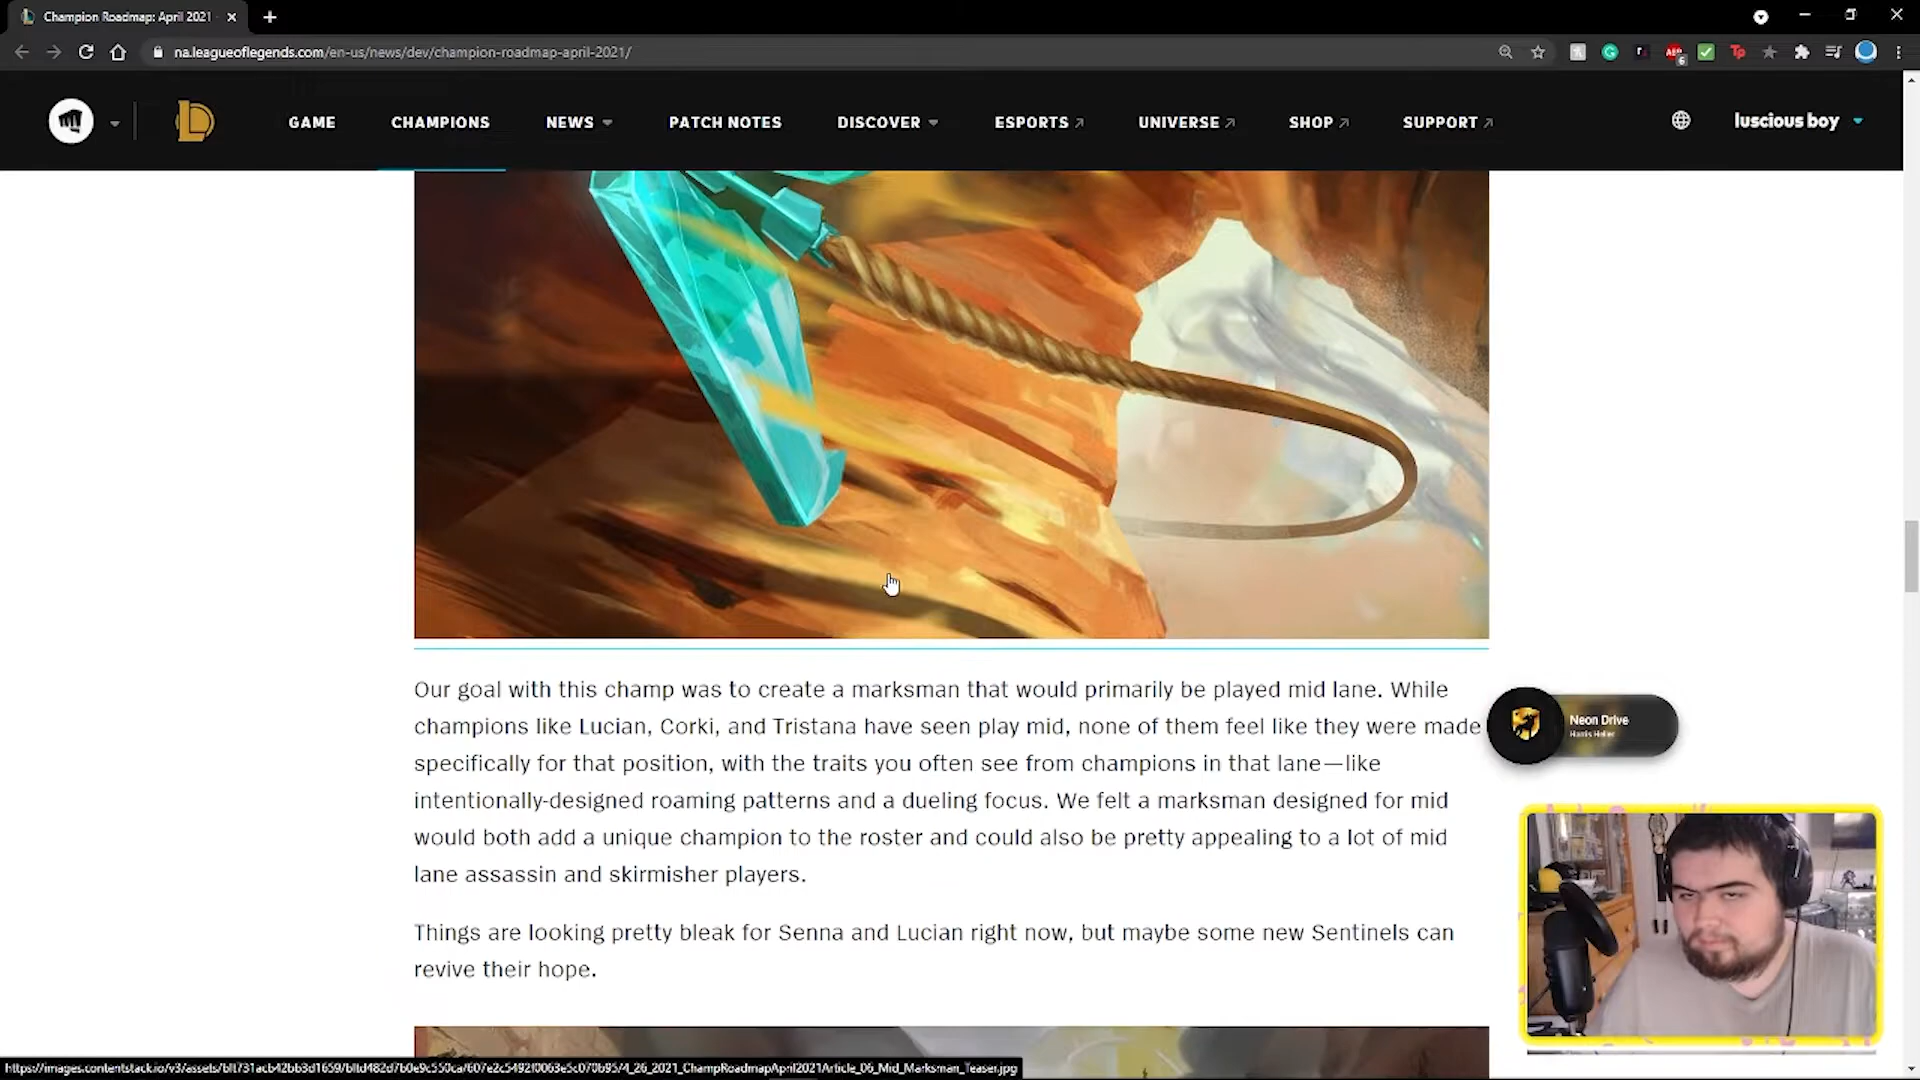 Champion Roadmap: April 2021
na.leagueoflegends.com/en-us/news/dev/champion-roadmap-april-2021/
GAME
CHAMPIONS
NEWS
PATCH NOTES
DISCOVER
ESPORTS
UNIVERSE
SHOP
SUPPORT
luscious boy
Our goal with this champ was to create a marksman that would primarily be played mid lane. While
champions like Lucian, Corki, and Tristana have seen play mid, none of them feel like they were made
specifically for that position, with the traits you often see from champions in that lane—like
intentionally-designed roaming patterns and a dueling focus. We felt a marksman designed for mid
would both add a unique champion to the roster and could also be pretty appealing to a lot of mid
lane assassin and skirmisher players.
Neon Drive
Harris Heller
Things are looking pretty bleak for Senna and Lucian right now, but maybe some new Sentinels can
revive their hope.